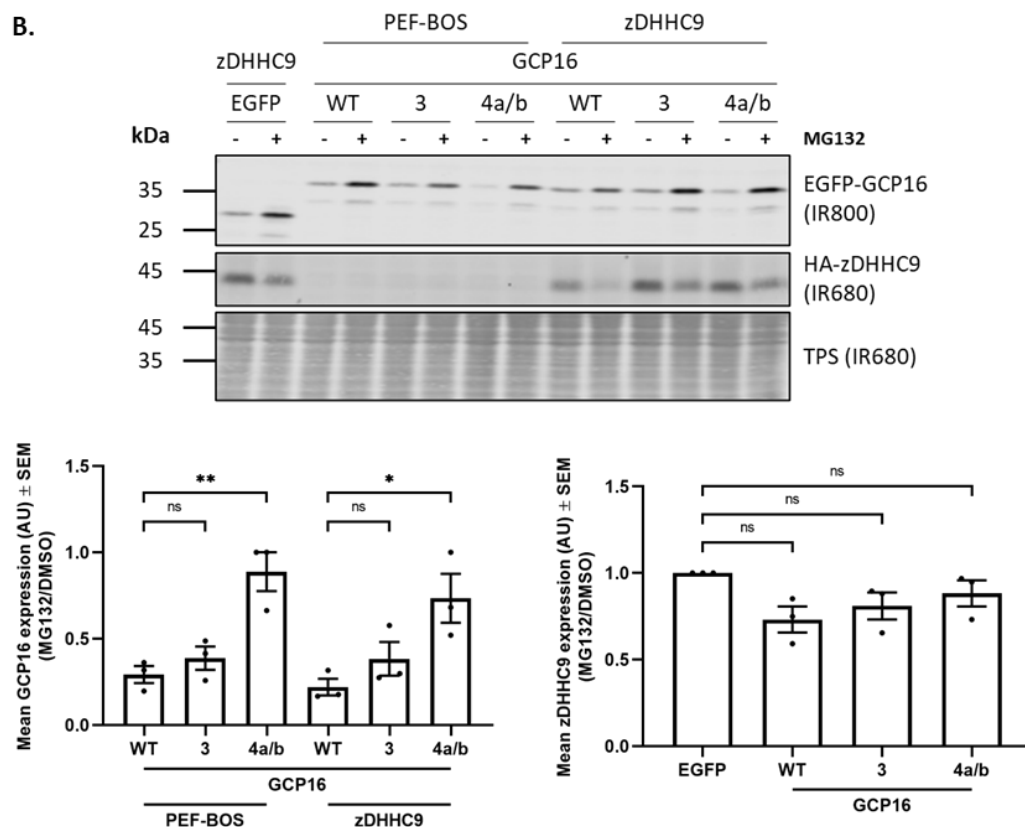 B.
PEF-BOS zDHHC9
zDHHC9 GCP16
EGFP WT 3 4a/b WT 3 4a/b
kDa - + - + - + - + - + - + - + MG132
35
25
EGFP-GCP16
(IR800)
45
HA-zDHHC9
(IR680)
45
35
TPS (IR680)
Mean GCP16 expression (AU) ± SEM
(MG132/DMSO)
1.5
1.0
0.5
0.0
** *
ns ns
WT 3 4a/b WT 3 4a/b
GCP16
PEF-BOS zDHHC9
Mean zDHHC9 expression (AU) ± SEM
(MG132/DMSO)
1.5
1.0
0.5
0.0
ns
ns
ns
EGFP WT 3 4a/b
GCP16